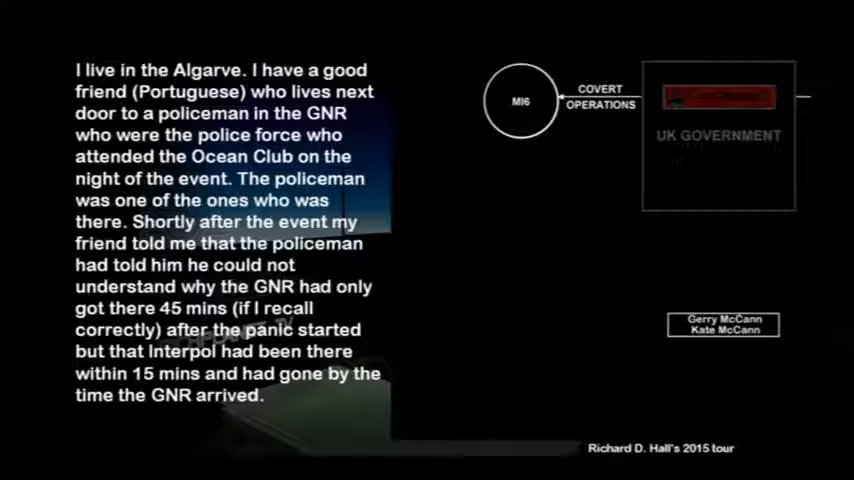 I live in the Algarve. I have a good
friend (Portuguese) who lives next
door to a policeman in the GNR
who were the police force who
attended the Ocean Club on the
night of the event. The policeman
was one of the ones who was
there. Shortly after the event my
friend told me that the policeman
had told him he could not
understand why the GNR had only
got there 45 mins (if I recall
correctly) after the panic started
but that Interpol had been there
within 15 mins and had gone by the
time the GNR arrived.
MI6
COVERT
OPERATIONS
UK GOVERNMENT
Gerry McCann
Kate McCann
Richard D. Hall's 2015 tour